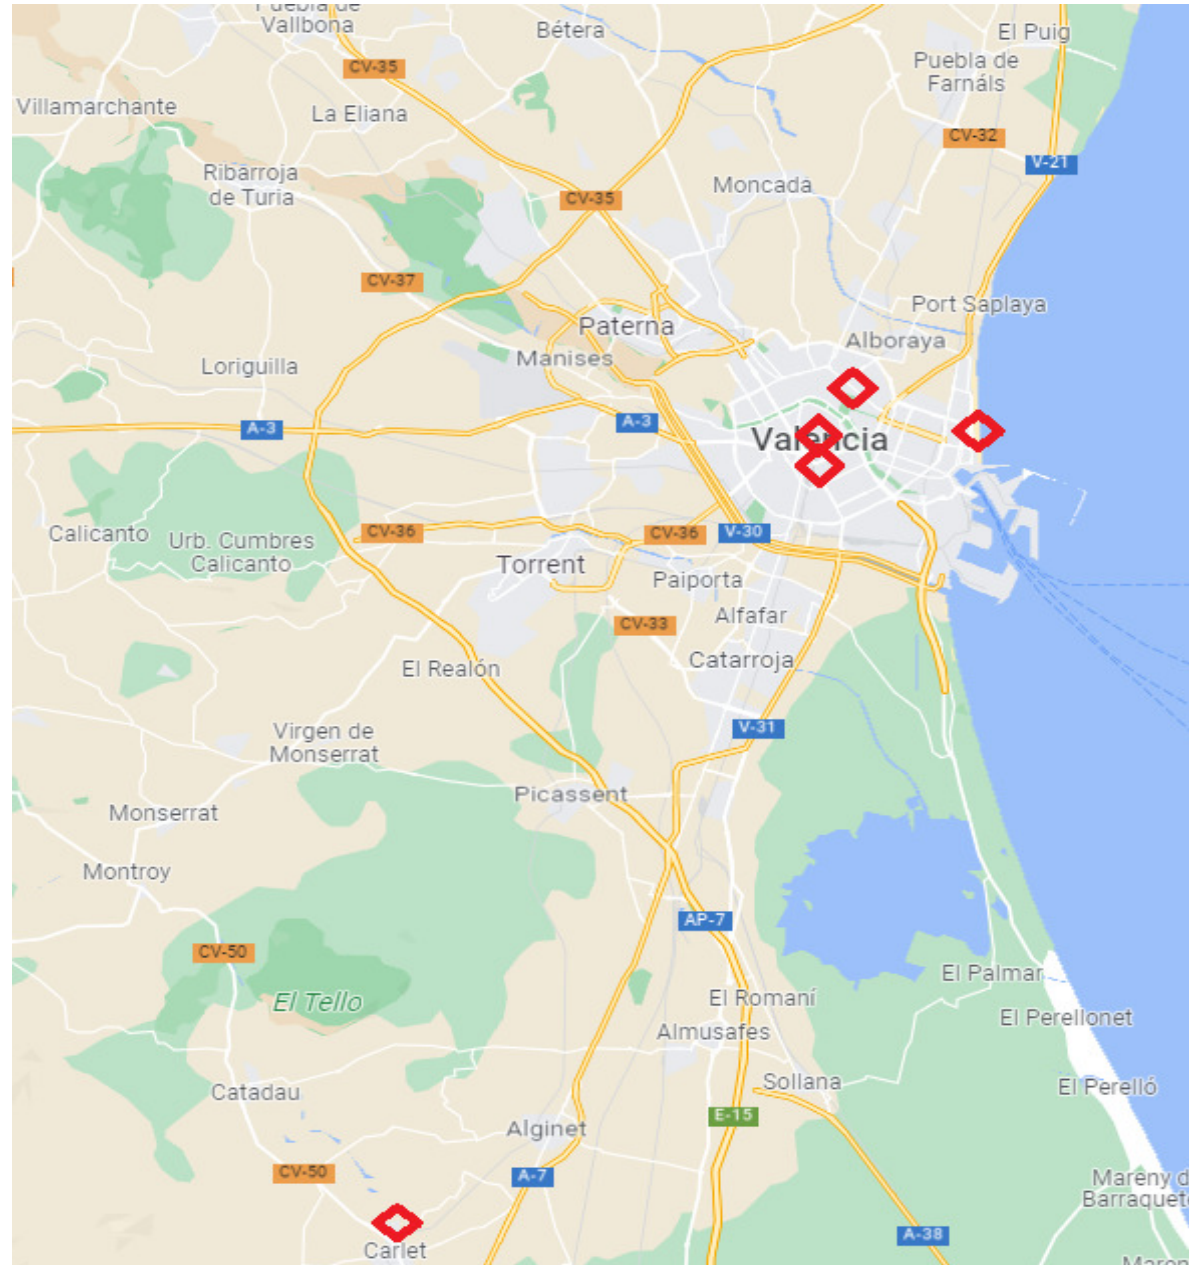 Puebla de
Vallbona
Bétera
El Puig
CV-35
Puebla de
Farnáls
Villamarchante
La Eliana
CV-32
V-21
Ribarroja
de Turia
Moncada
CV-35
CV-37
Port Saplaya
Paterna
Alboraya
Manises
Loriguilla
A-3
A-3
Valencia
Calicanto
Urb. Cumbres
Calicanto
CV-36
CV-36
V-30
Torrent
Paiporta
Alfafar
CV-33
El Realón
Catarroja
Virgen de
Monserrat
V-31
Picassent
Monserrat
Montroy
AP-7
CV-50
El Palmar
El Tello
El Romaní
El Perellonet
Almusafes
Catadau
Sollana
El Perelló
E-15
Alginet
CV-50
A-7
Mareny d
Barraquet
A-38
Carlet
Maren